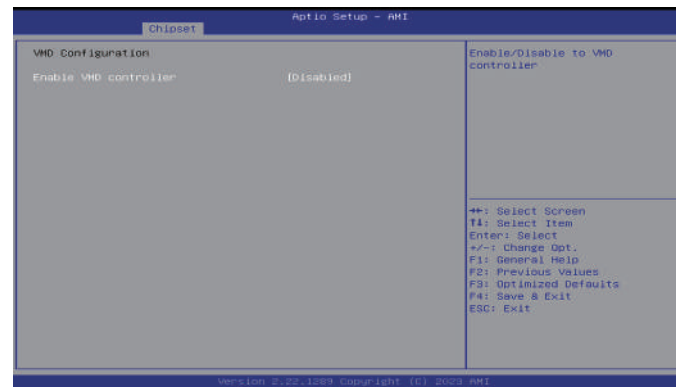 Aptio Setup - AMI
Chipset
VMD Configuration
Enable VMD controller [Disabled]
Enable/Disable to VMD
controller
→←: Select Screen
↑↓: Select Item
Enter: Select
+/-: Change Opt.
F1: General Help
F2: Previous Values
F3: Optimized Defaults
F4: Save & Exit
ESC: Exit
Version 2.22.1289 Copyright (C) 2023 AMI